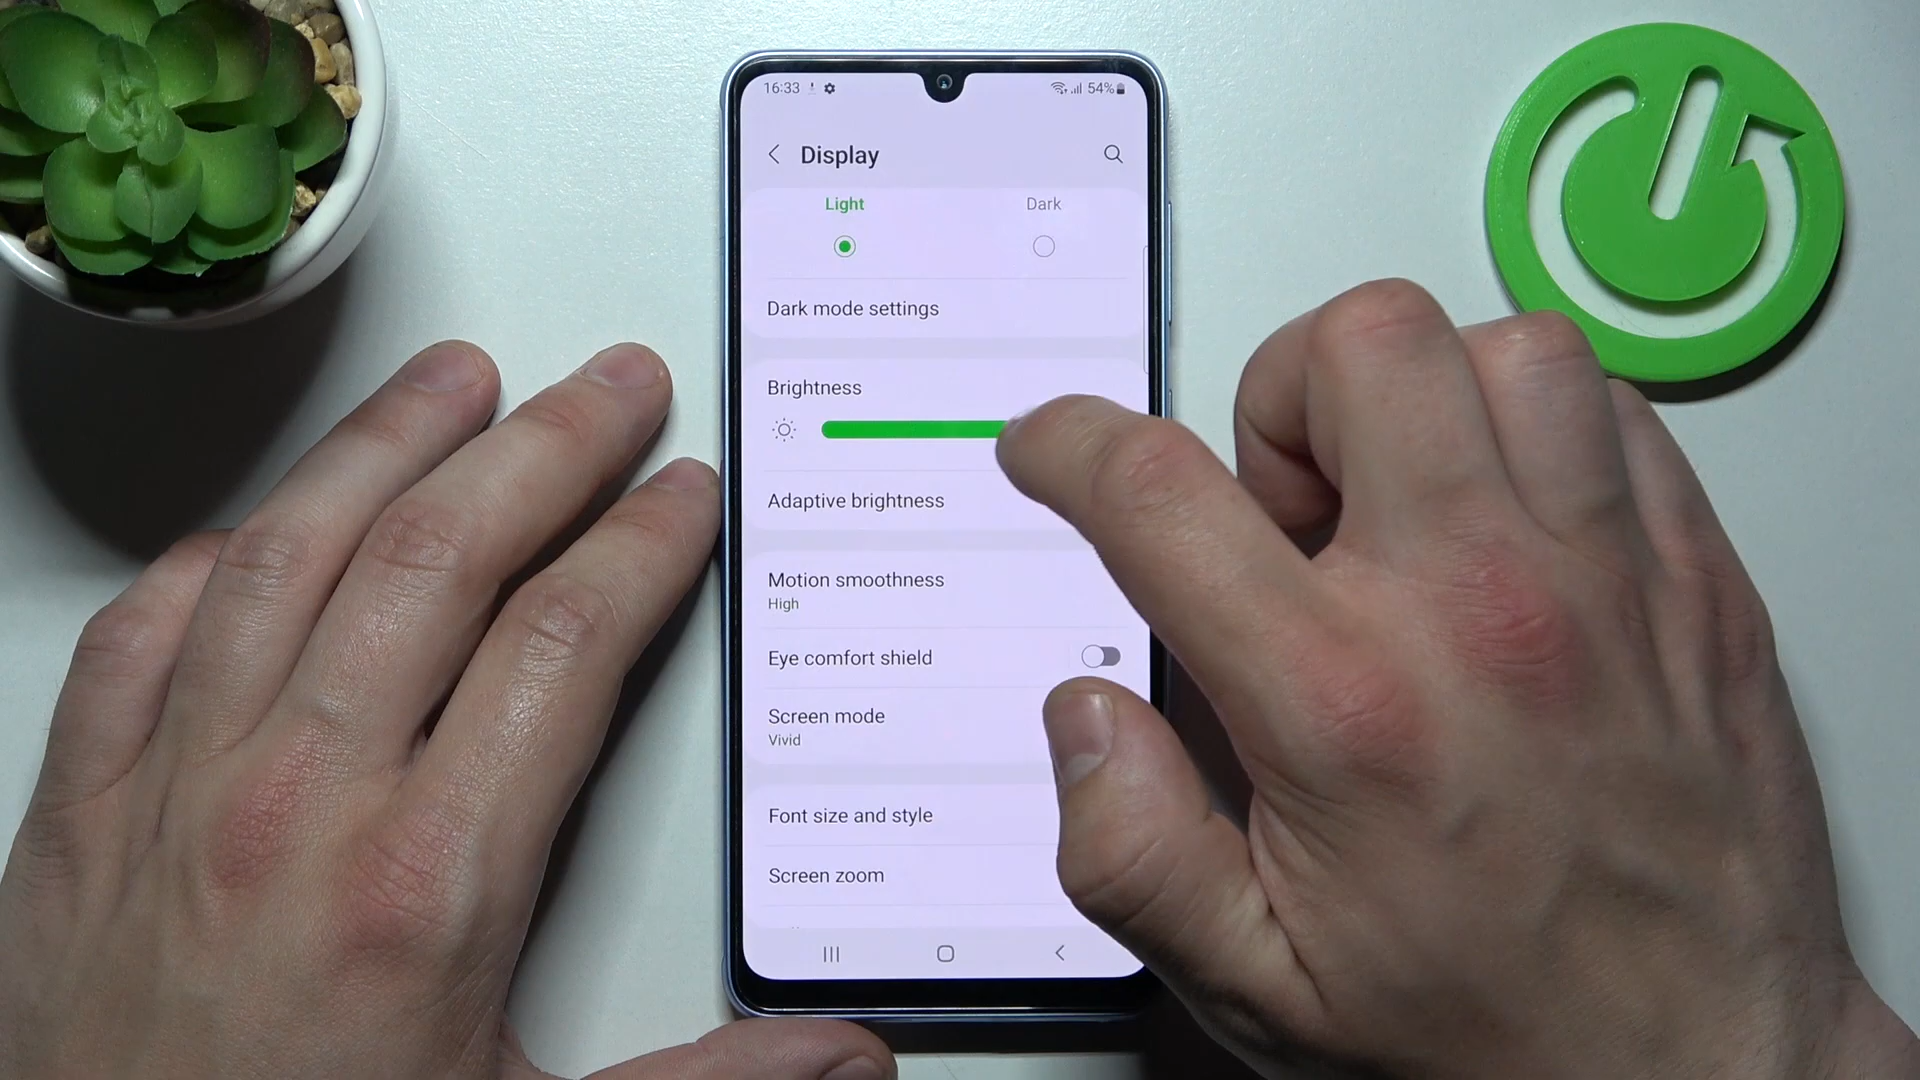 16:33 54%
Display
Light Dark
Dark mode settings
Brightness
Adaptive brightness
Motion smoothness
High
Eye comfort shield
Screen mode
Vivid
Font size and style
Screen zoom